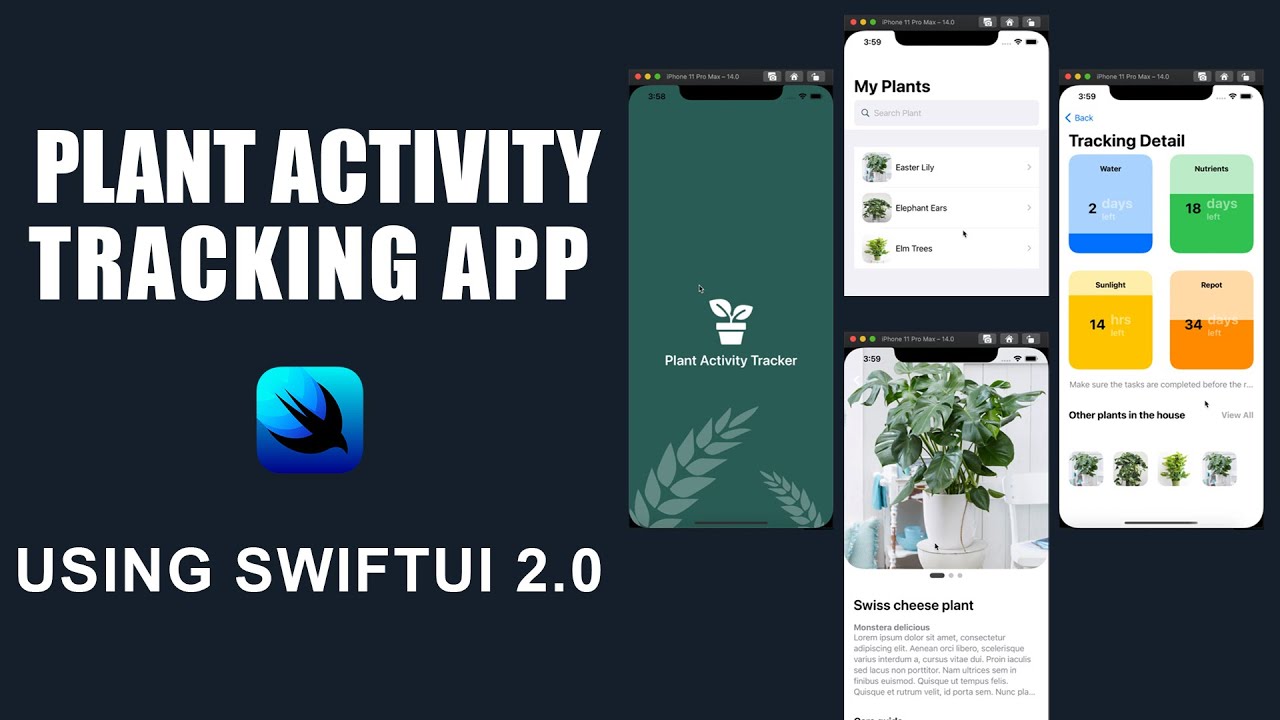 PLANT ACTIVITY
TRACKING APP
USING SWIFTUI 2.0
iPhone 11 Pro Max – 14.0
3:58
Plant Activity Tracker
iPhone 11 Pro Max – 14.0
3:59
My Plants
Search Plant
Easter Lily
Elephant Ears
Elm Trees
iPhone 11 Pro Max – 14.0
3:59
Swiss cheese plant
Monstera delicious
Lorem ipsum dolor sit amet, consectetur
adipiscing elit. Aenean orci libero, scelerisque
varius interdum a, cursus vitae dui. Proin iaculis
sed lacus non porttitor. Nam ultrices sem in
finibus euismod. Quisque ut tempus felis.
Quisque et rutrum velit, id porta sem. Nunc pla...
Care guide
iPhone 11 Pro Max – 14.0
3:59
Back
Tracking Detail
Water
2 days
left
Nutrients
18 days
left
Sunlight
14 hrs
left
Repot
34 days
left
Make sure the tasks are completed before the r...
Other plants in the house
View All